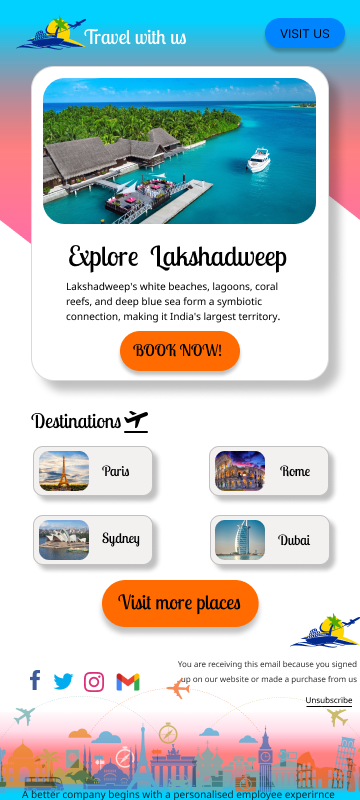 Travel with us
VISIT US
Explore Lakshadweep
Lakshadweep's white beaches, lagoons, coral
reefs, and deep blue sea form a symbiotic
connection, making it India's largest territory.
BOOK NOW!
Destinations
Paris
Rome
Sydney
Dubai
Visit more places
You are receiving this email because you signed
up on our website or made a purchase from us
Unsubscribe
A better company begins with a personalised employee experirnce